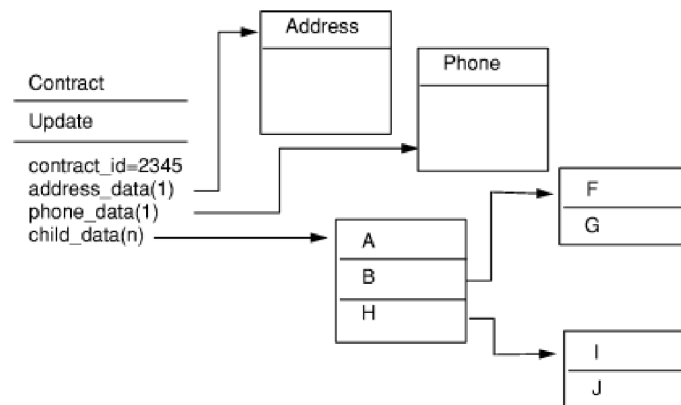 Address
Phone
Contract
Update
contract_id=2345
address_data(1)
phone_data(1)
child_data(n)
A
B
H
F
G
I
J